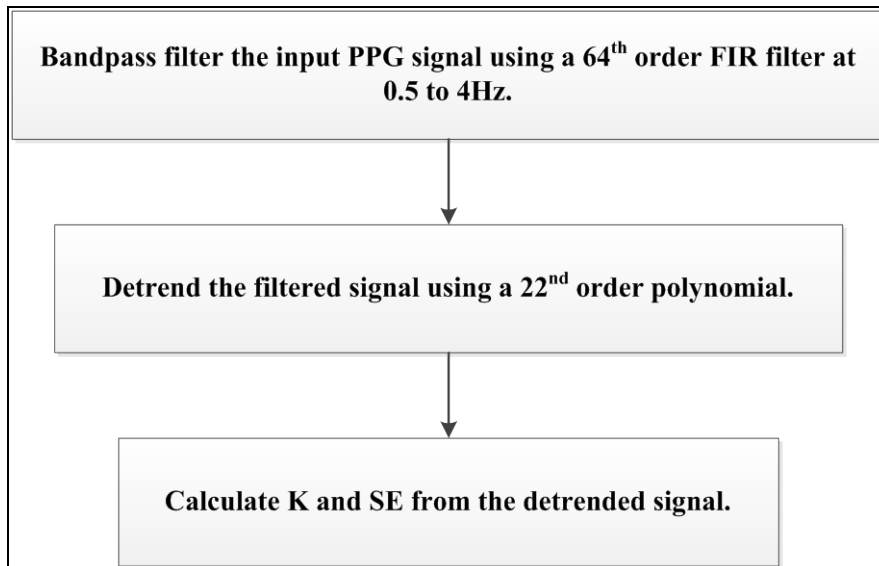 Bandpass filter the input PPG signal using a 64th order FIR filter at
0.5 to 4Hz.
Detrend the filtered signal using a 22nd order polynomial.
Calculate K and SE from the detrended signal.